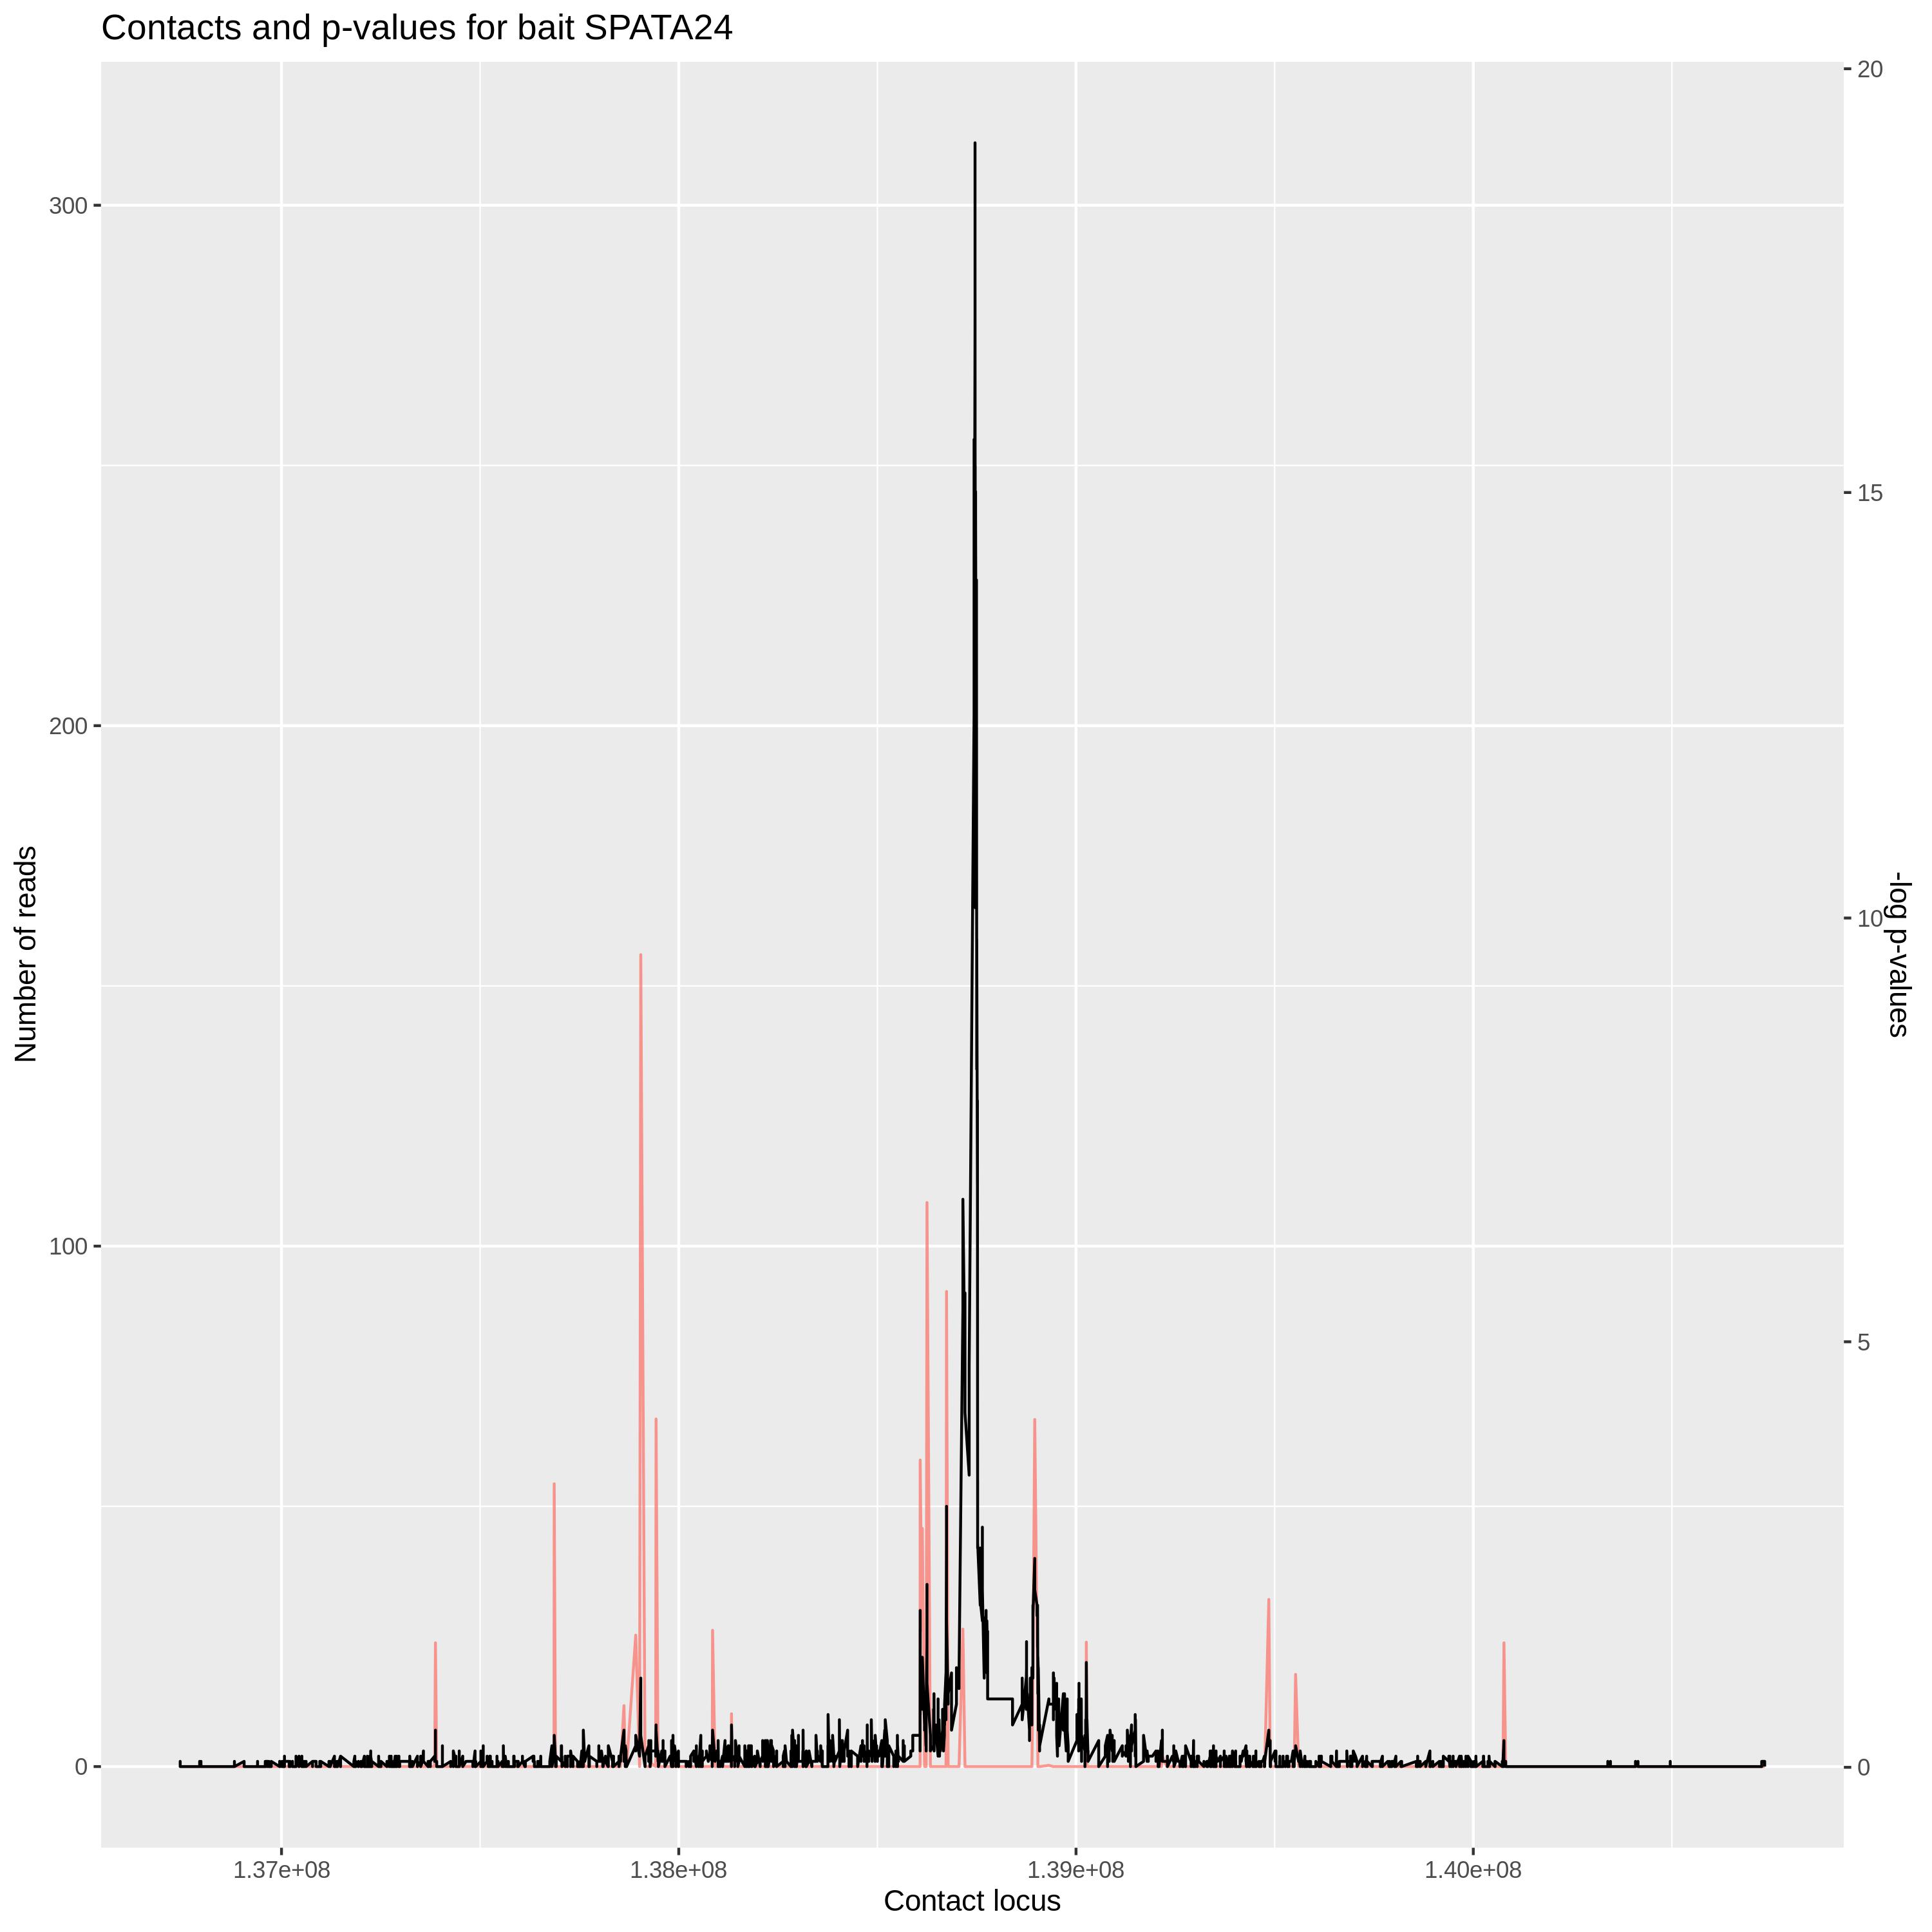 Contacts and p-values for bait SPATA24
20
300
15
200
10
100
5
0
0
Number of reads
-log p-values
1.37e+08
1.38e+08
1.39e+08
1.40e+08
Contact locus